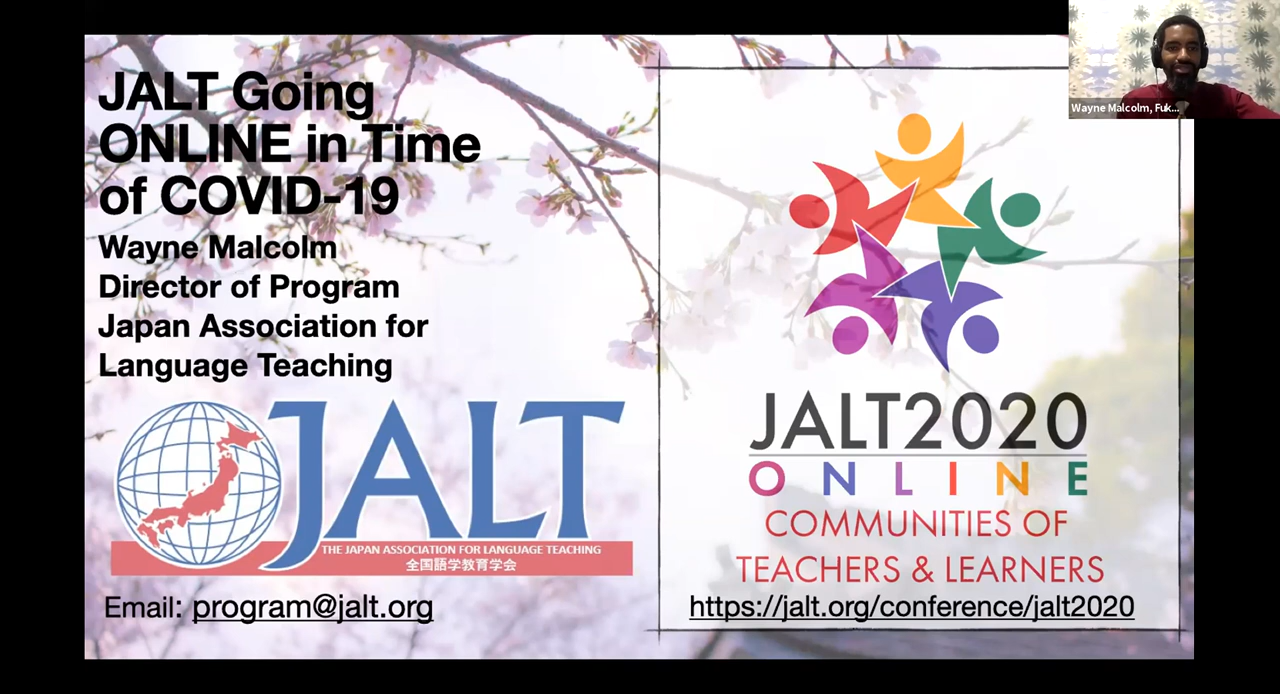 JALT Going
ONLINE in Time
of COVID-19
Wayne Malcolm
Director of Program
Japan Association for
Language Teaching
JALT
THE JAPAN ASSOCIATION FOR LANGUAGE TEACHING
全国語学教育学会
Email: program@jalt.org
JALT2020
ONLINE
COMMUNITIES OF
TEACHERS & LEARNERS
https://jalt.org/conference/jalt2020
Wayne Malcolm, Fuk...